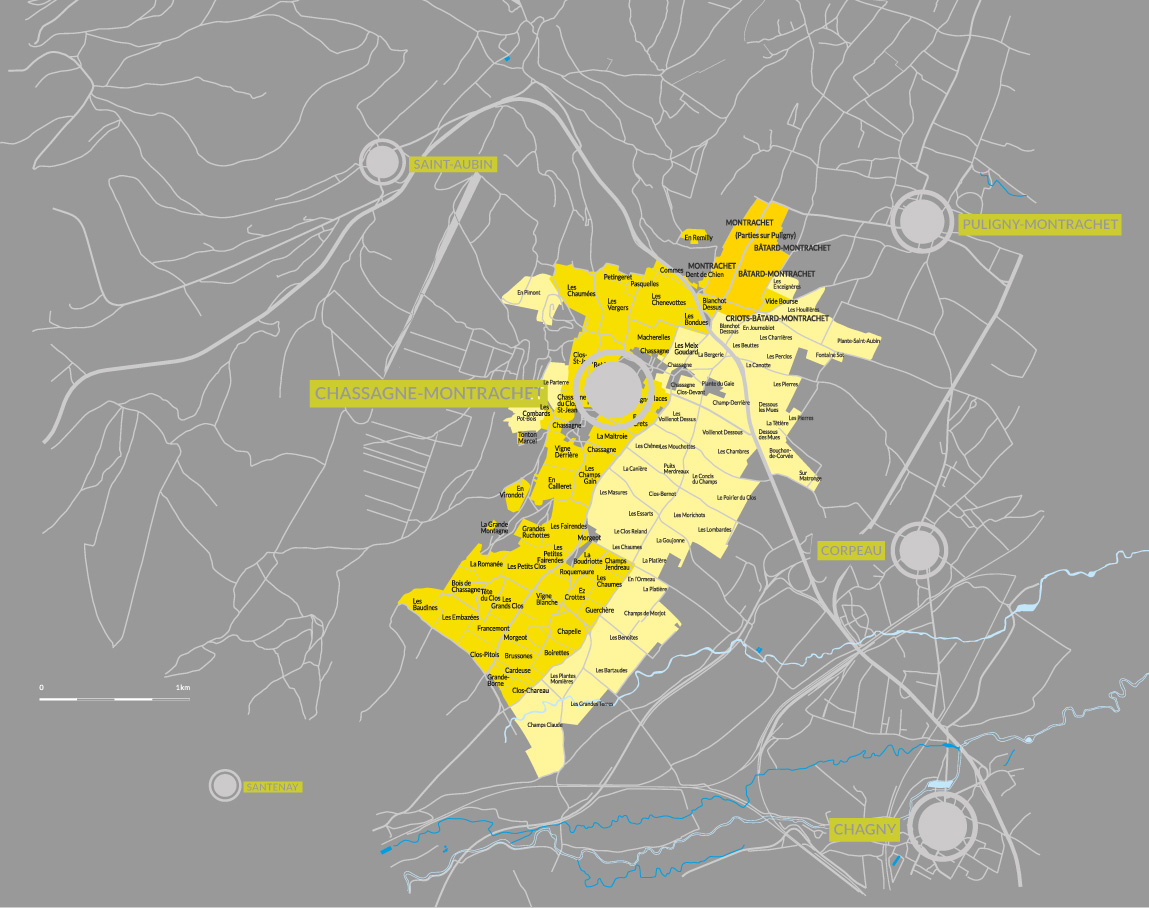 SAINT-AUBIN
PULIGNY-MONTRACHET
MONTRACHET
(Parties sur Puligny)
En Remilly
BÂTARD-MONTRACHET
MONTRACHET
Dent de Chien
BÂTARD-MONTRACHET
Commes
Petingeret
Pasquelles
Les
Enseignères
En Pimont
Les
Chaumées
Les
Vergers
Les
Chenevottes
Blanchot
Dessus
Vide Bourse
Les Houillères
Les
Bondues
CRIOTS-BÂTARD-MONTRACHET
Blanchot
Dessous
En Journoblot
Les Charrières
Plante-Saint-Aubin
Macherelles
Chassagne
Les Meix
Goudard
La Bergerie
Les Beuttes
Les Perclos
Fontaine Sot
Clos-
St-J
Chassagne
La Canotte
Le Parterre
Chassagne
Clos-Devant
Plante du Gaie
Les Pierres
CHASSAGNE-MONTRACHET
Chass
du Clo
St-Jean
Les
Combards
Pot-Bois
Champ-Derrière
Dessous
les Mues
Les
Voillenot Dessus
Les Pierres
La Têtière
Chassagne
Tonton
Marcel
La Maltroie
Voillenot Dessous
Dessous
des Mues
Vigne
Derrière
Chassagne
Les Chênes
Les Mouchottes
Les Chambres
Bouchon-
de-Corvée
Les
Champs
Gain
La Carrière
Puits
Merdreaux
Le Concis
du Champs
Sur
Matronge
En
Cailleret
En
Virondot
Les Masures
Clos-Bernot
Le Poirier du Clos
Les Essarts
Les Morichots
La Grande
Montagne
Grandes
Ruchottes
Les Fairendes
Le Clos Reland
Les Lombardes
Morgeot
La Goujonne
Les Chaumes
CORPEAU
Les
Petites
Fairendes
La
Boudriotte
Champs
Jendreau
La Platière
La Romanée
Les Petits Clos
Roquemaure
Les
Chaumes
En l'Ormeau
La Platière
Bois de
Chassagne
Tête
du Clos
Les
Grands Clos
Vigne
Blanche
Ez
Crottes
Les
Baudines
Les Embazées
Guerchère
Champs de Morjot
Francemont
Morgeot
Chapelle
Les Benoites
Clos-Pitois
Brussones
Boirettes
Cardeuse
Grande-
Borne
Les Plantes
Momières
Les Bartaudes
Clos-Chareau
Les Grandes Terres
Champs Claude
0
1km
SANTENAY
CHAGNY